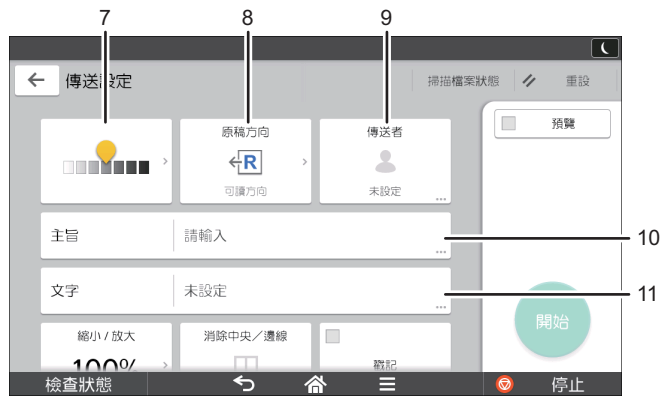 7 8 9
傳送設定 掃描檔案狀態 重設
原稿方向 傳送者 預覽
R
可讀方向 未設定
主旨 請輸入 10
文字 未設定 11
開始
縮小 / 放大 消除中央／邊線
100% 戳記
檢查狀態 停止